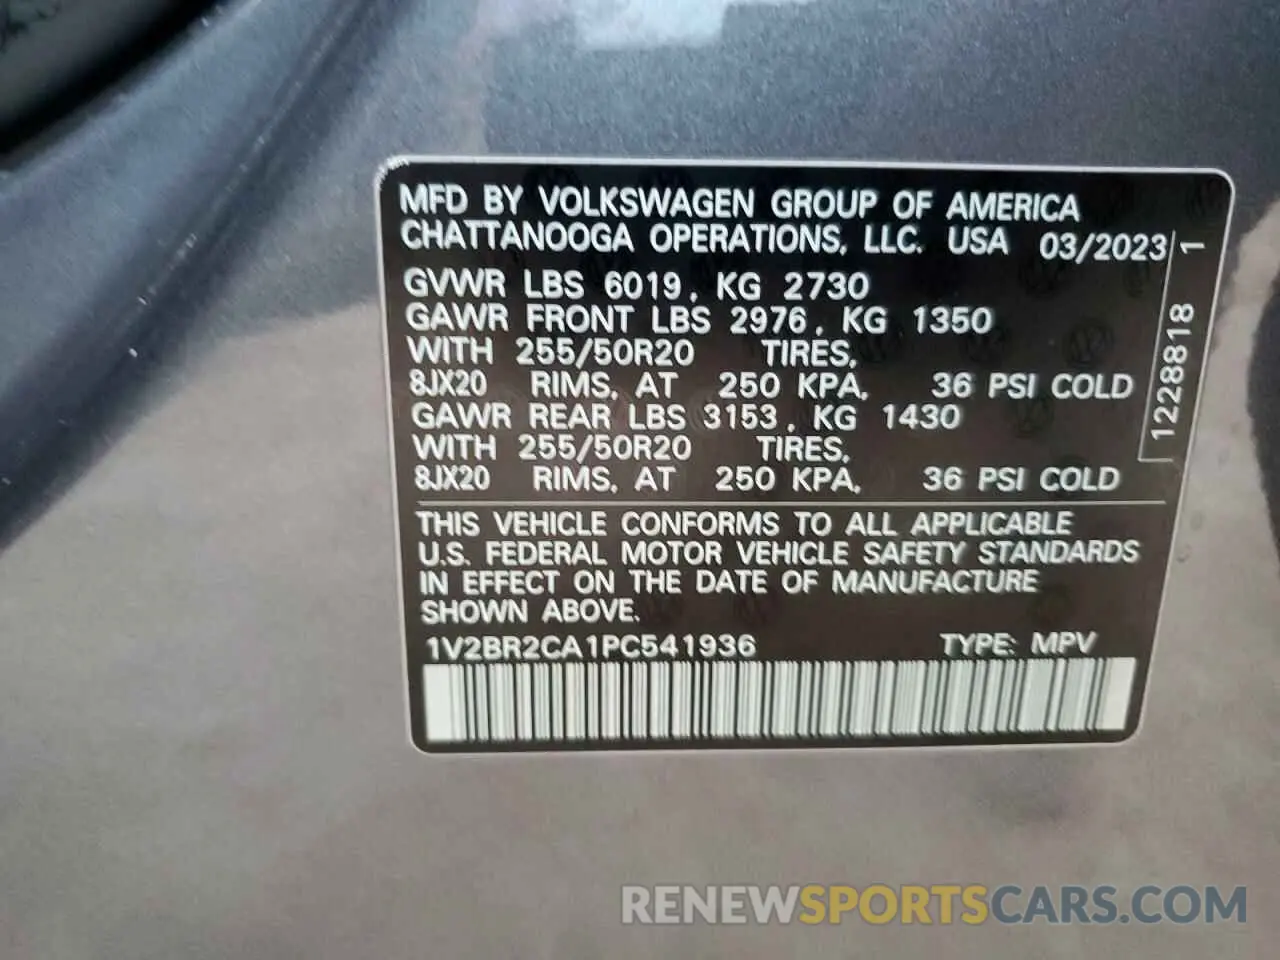 MFD BY VOLKSWAGEN GROUP OF AMERICA
CHATTANOOGA OPERATIONS, LLC. USA 03/2023
GVWR LBS 6019, KG 2730
GAWR FRONT LBS 2976, KG 1350
WITH 255/50R20 TIRES,
8JX20 RIMS, AT 250 KPA, 36 PSI COLD
GAWR REAR LBS 3153, KG 1430
WITH 255/50R20 TIRES,
8JX20 RIMS, AT 250 KPA, 36 PSI COLD
1228818 1
THIS VEHICLE CONFORMS TO ALL APPLICABLE
U.S. FEDERAL MOTOR VEHICLE SAFETY STANDARDS
IN EFFECT ON THE DATE OF MANUFACTURE
SHOWN ABOVE.
1V2BR2CA1PC541936 TYPE: MPV
RENEWSPORTSCARS.COM